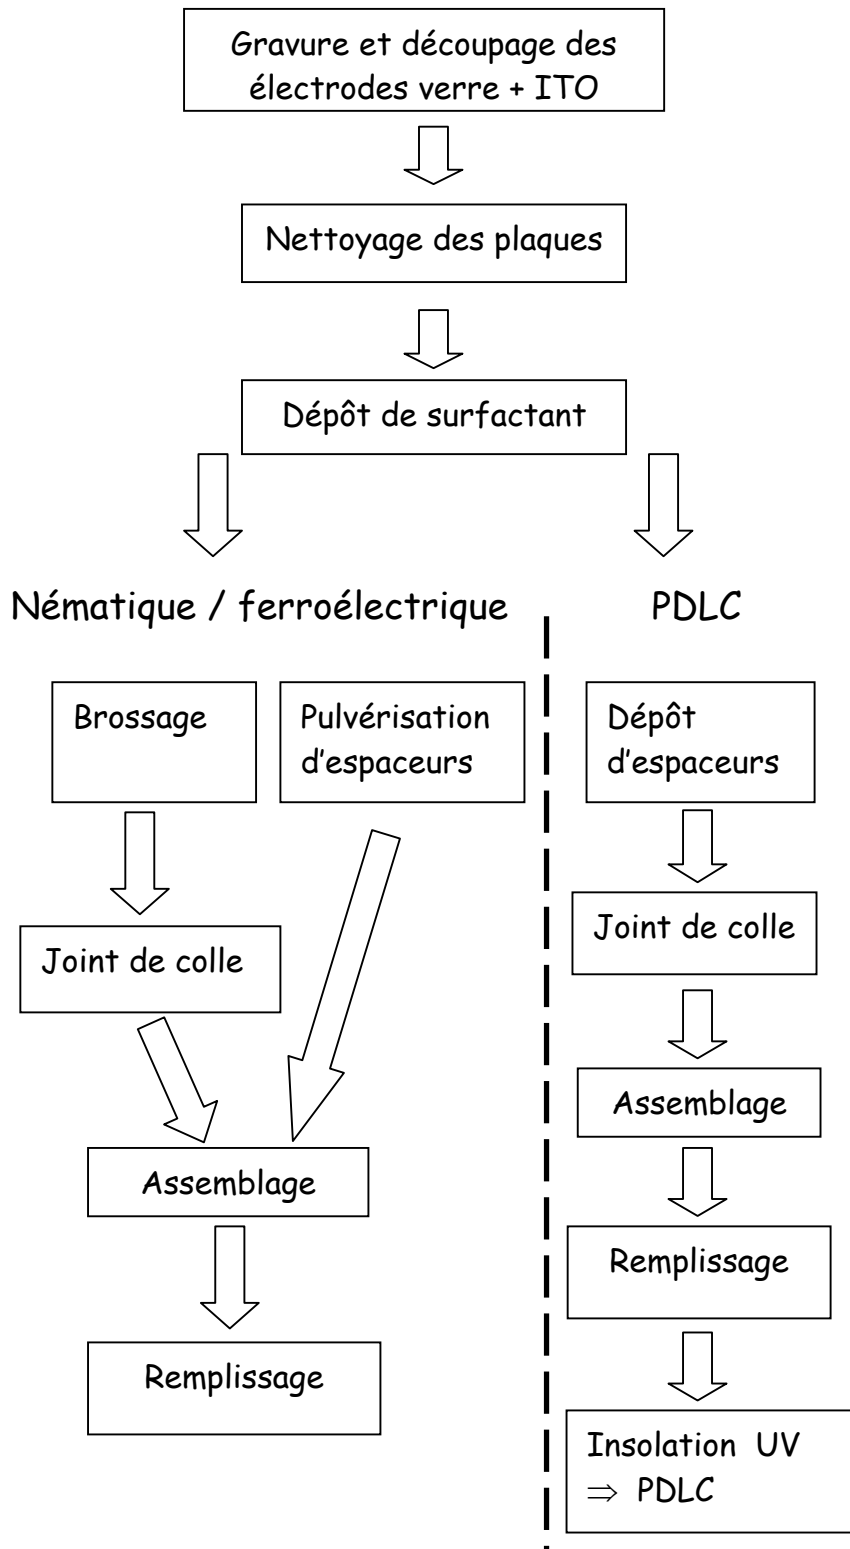 Gravure et découpage des
électrodes verre + ITO
Nettoyage des plaques
Dépôt de surfactant
Nématique / ferroélectrique
Brossage
Pulvérisation
d'espaceurs
Joint de colle
Assemblage
Remplissage
PDLC
Dépôt
d'espaceurs
Joint de colle
Assemblage
Remplissage
Insolation UV
⇒ PDLC